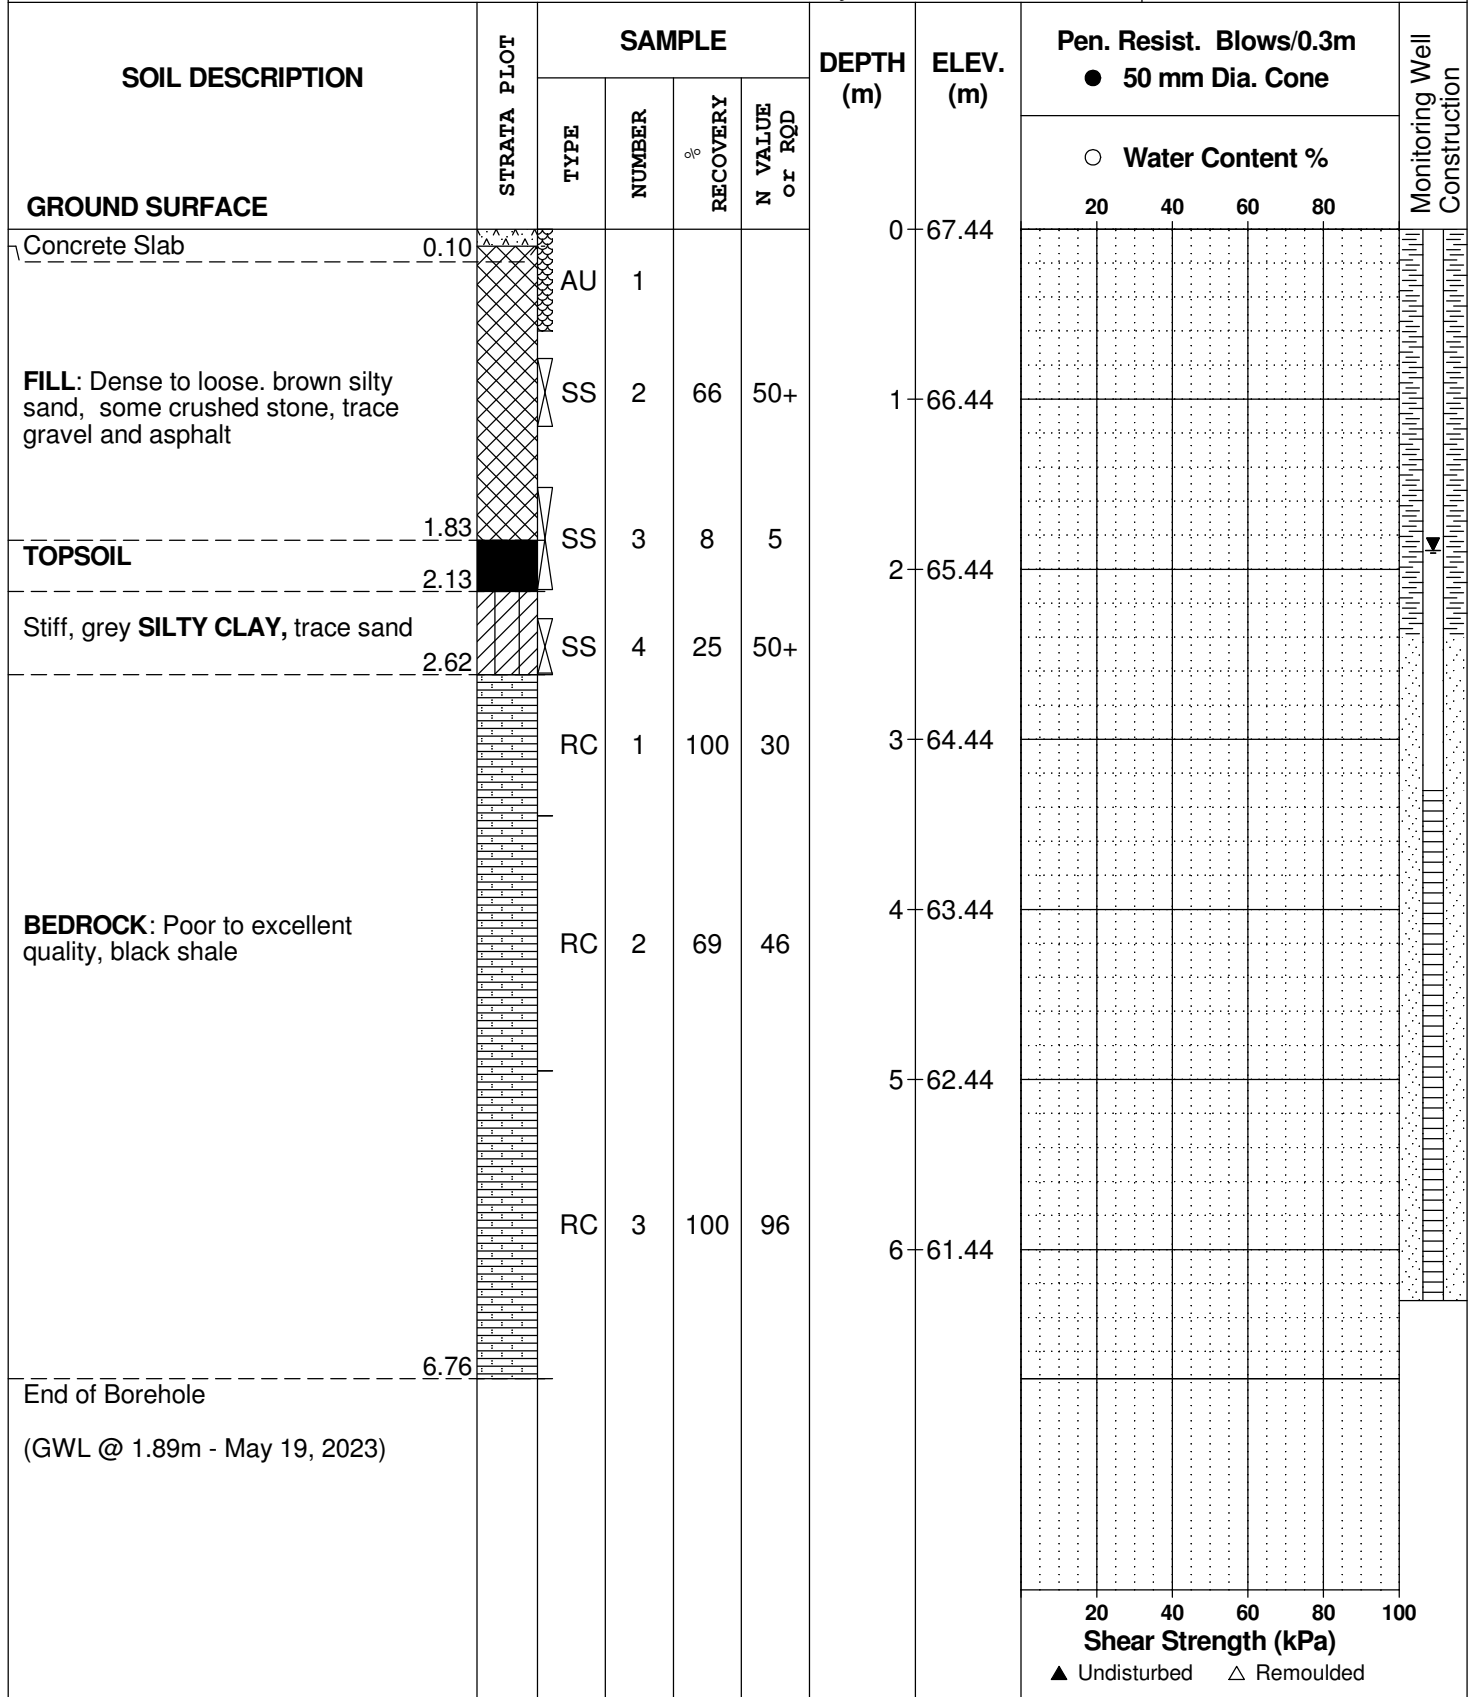 SOIL DESCRIPTION
GROUND SURFACE
STRATA PLOT
SAMPLE
TYPE
NUMBER
% RECOVERY
N VALUE or RQD
DEPTH (m)
ELEV. (m)
Pen. Resist. Blows/0.3m
● 50 mm Dia. Cone
○ Water Content %
20 40 60 80
Monitoring Well Construction
0 67.44
Concrete Slab 0.10
AU 1
FILL: Dense to loose. brown silty
sand, some crushed stone, trace
gravel and asphalt
SS 2 66 50+
1 66.44
1.83
SS 3 8 5
TOPSOIL
2 65.44
2.13
Stiff, grey SILTY CLAY, trace sand
SS 4 25 50+
2.62
RC 1 100 30
3 64.44
4 63.44
BEDROCK: Poor to excellent
quality, black shale
RC 2 69 46
5 62.44
RC 3 100 96
6 61.44
6.76
End of Borehole
(GWL @ 1.89m - May 19, 2023)
20 40 60 80 100
Shear Strength (kPa)
▲ Undisturbed △ Remoulded